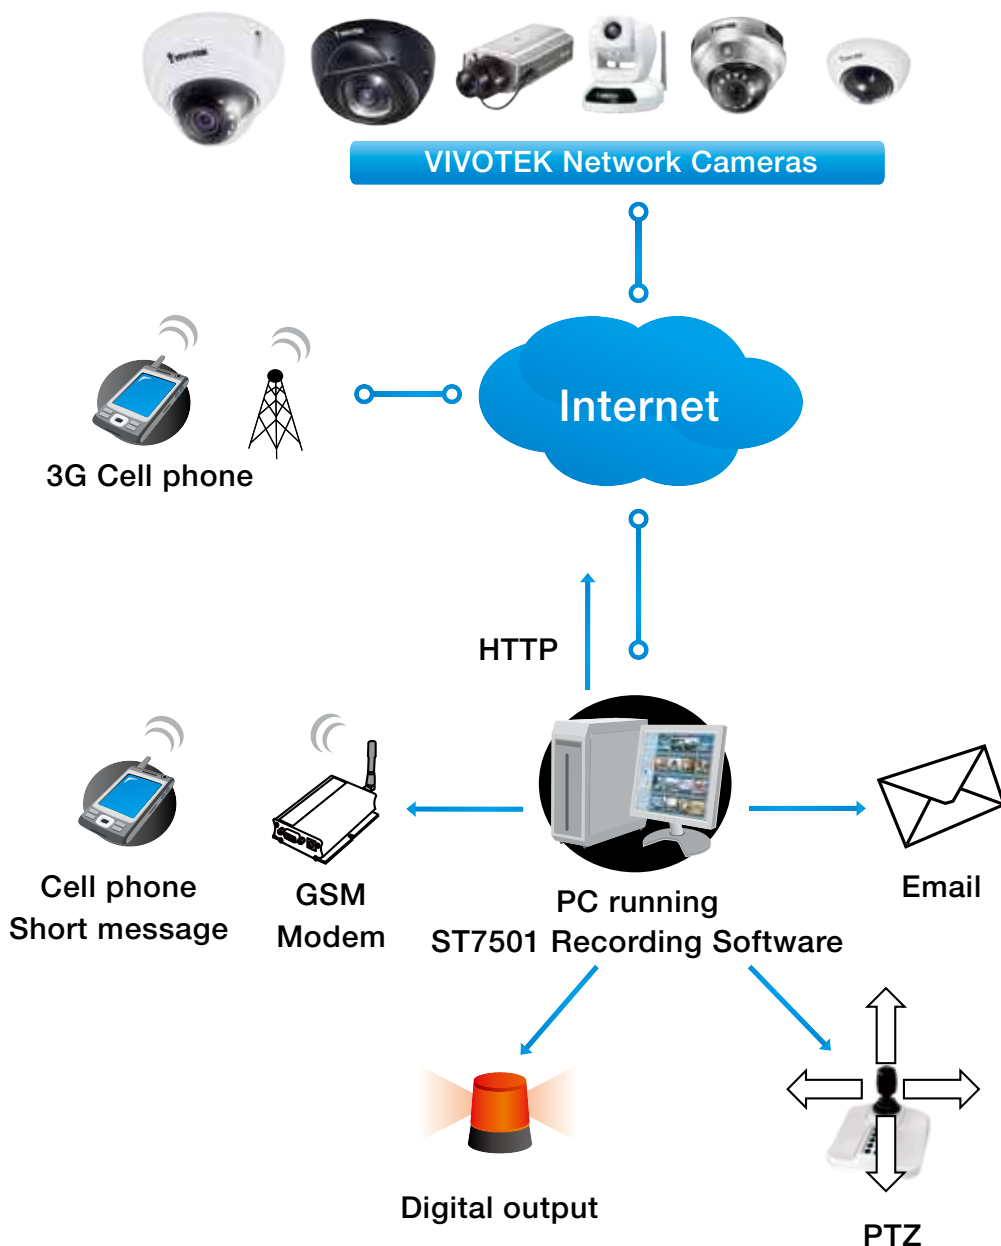 VIVOTEK
VIVOTEK Network Cameras
Internet
3G Cell phone
HTTP
Cell phone
Short message
GSM
Modem
PC running
ST7501 Recording Software
Email
Digital output
PTZ